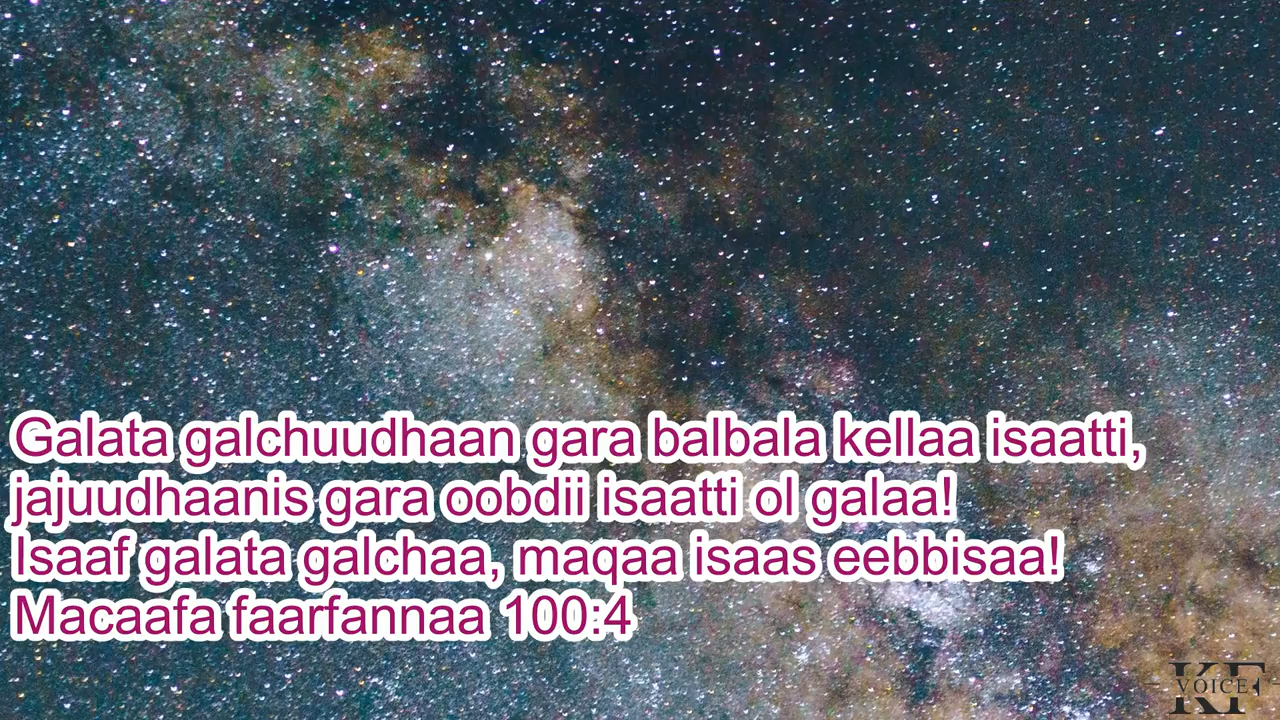 Galata galchuudhaan gara balbala kellaa isaatti,
jajuudhaanis gara oobdii isaatti ol galaa!
Isaaf galata galchaa, maqaa isaas eebbisaa!
Macaafa faarfannaa 100:4
KF
VOICE